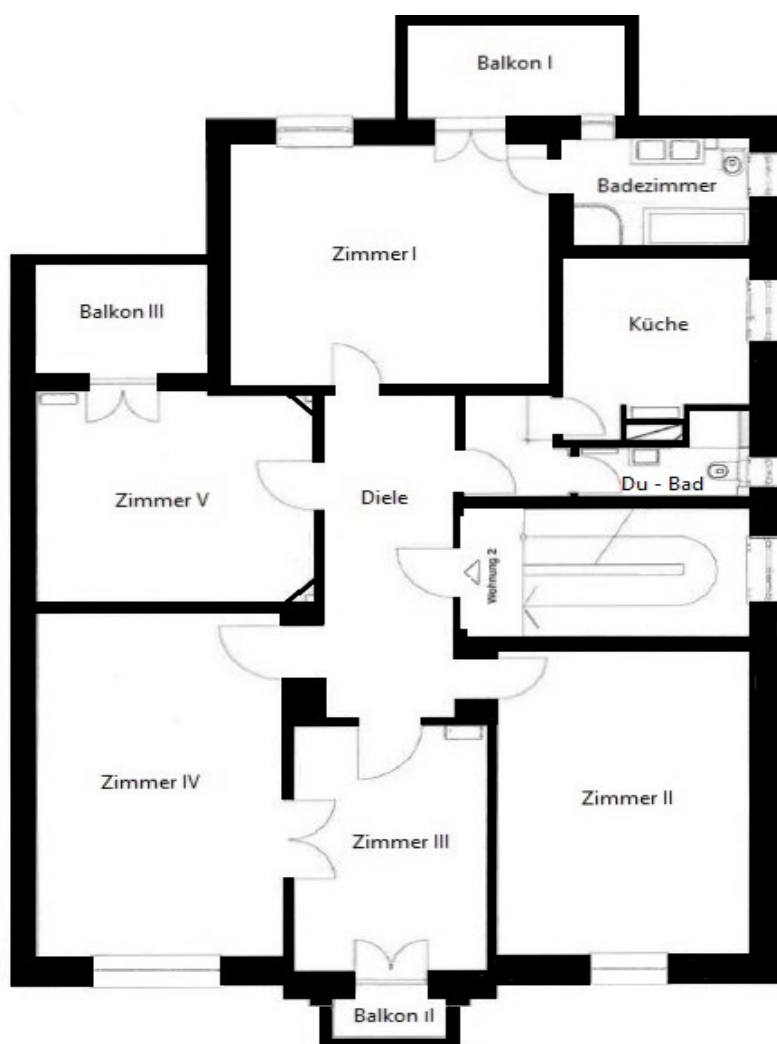 Balkon I
Badezimmer
Zimmer I
Balkon III
Küche
Zimmer V
Diele
Du - Bad
Wohnung 2
Zimmer IV
Zimmer II
Zimmer III
Balkon II